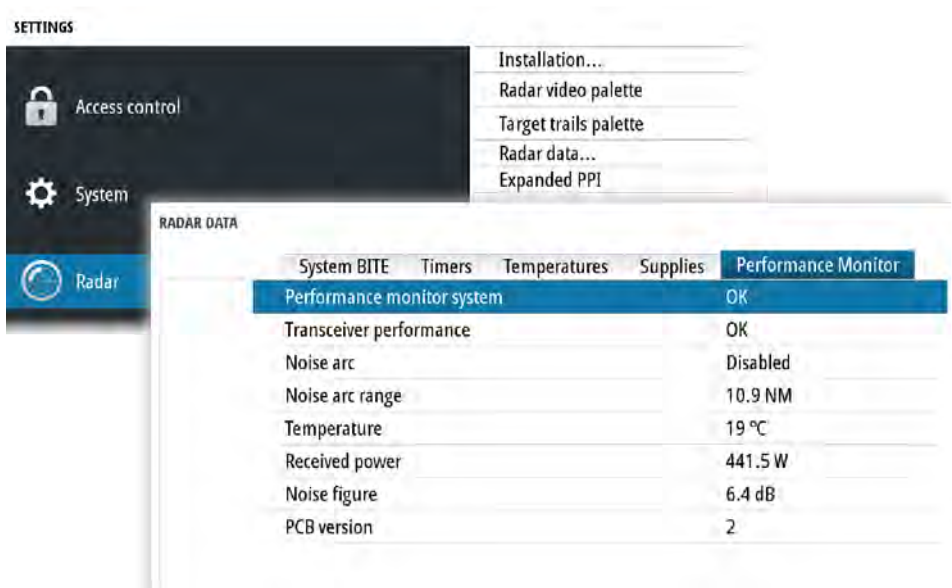 SETTINGS
Installation...
Radar video palette
Access control
Target trails palette
Radar data...
Expanded PPI
System
RADAR DATA
System BITE Timers Temperatures Supplies Performance Monitor
Radar
Performance monitor system OK
Transceiver performance OK
Noise arc Disabled
Noise arc range 10.9 NM
Temperature 19 °C
Received power 441.5 W
Noise figure 6.4 dB
PCB version 2